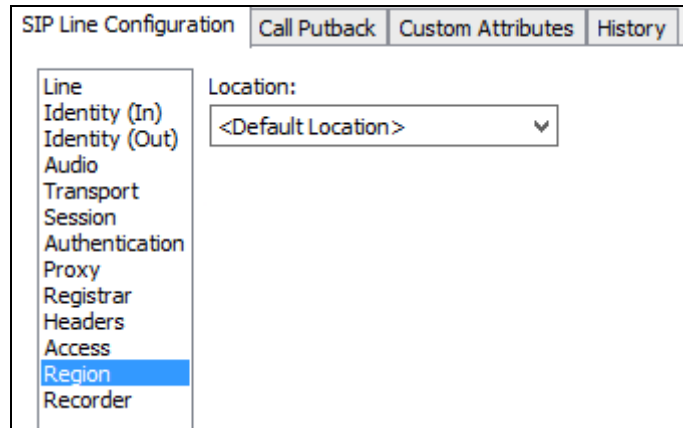 SIP Line Configuration
Call Putback
Custom Attributes
History
Line
Identity (In)
Identity (Out)
Audio
Transport
Session
Authentication
Proxy
Registrar
Headers
Access
Region
Recorder
Location:
<Default Location>